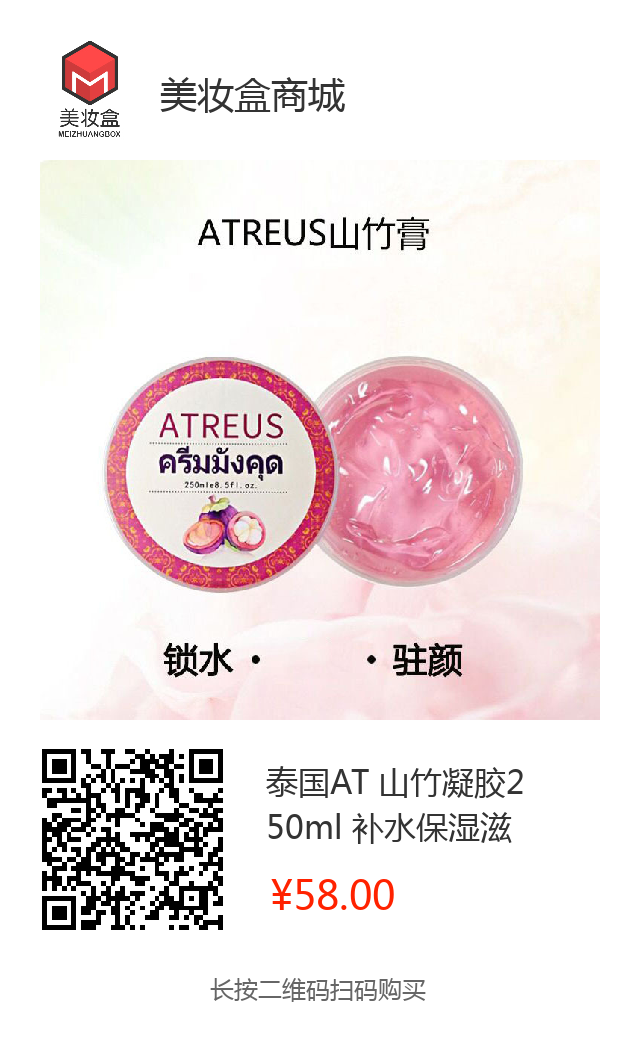 美妆盒
MEIZHUANGBOX
美妆盒商城
ATREUS山竹膏
ATREUS
ครีมมังคุด
250mle8.5fl.oz.
锁水 ·
· 驻颜
泰国AT 山竹凝胶2
50ml 补水保湿滋
¥58.00
长按二维码扫码购买